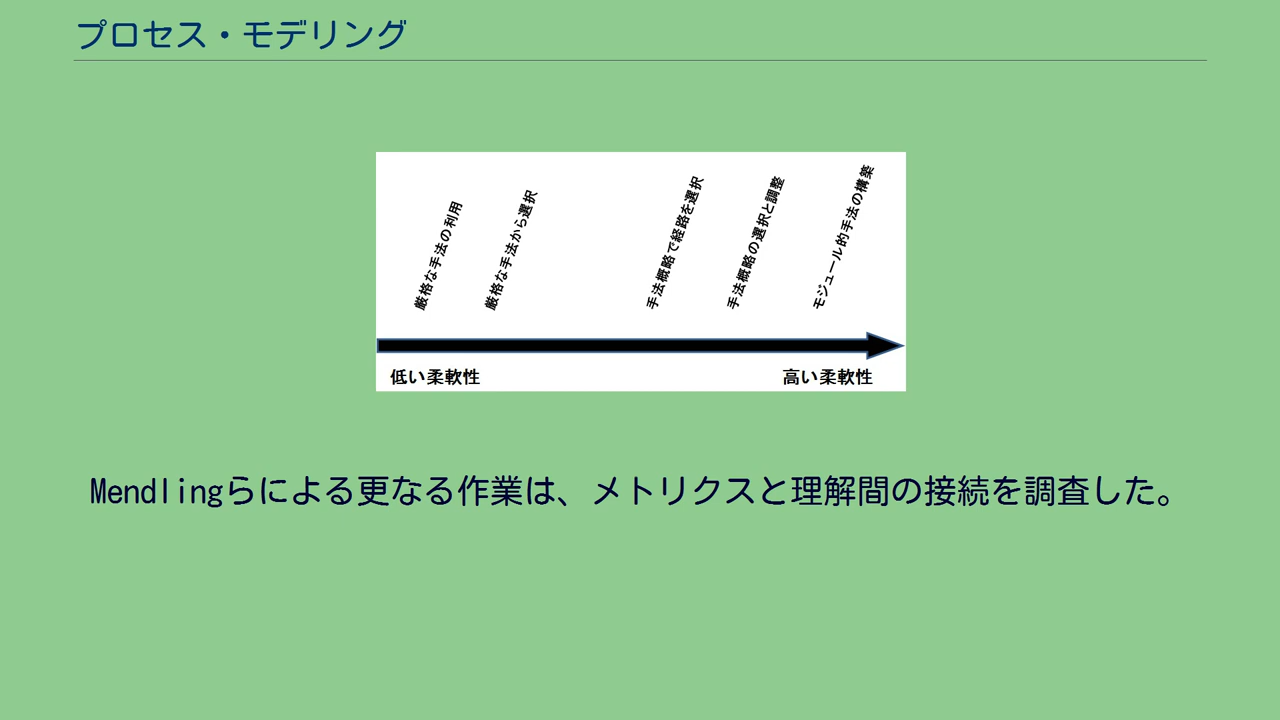 プロセス・モデリング
厳格な手法の利用
厳格な手法から選択
手法概略で経路を選択
手法概略の選択と調整
モジュール的手法の構築
低い柔軟性
高い柔軟性
Mendlingらによる更なる作業は、メトリクスと理解間の接続を調査した。